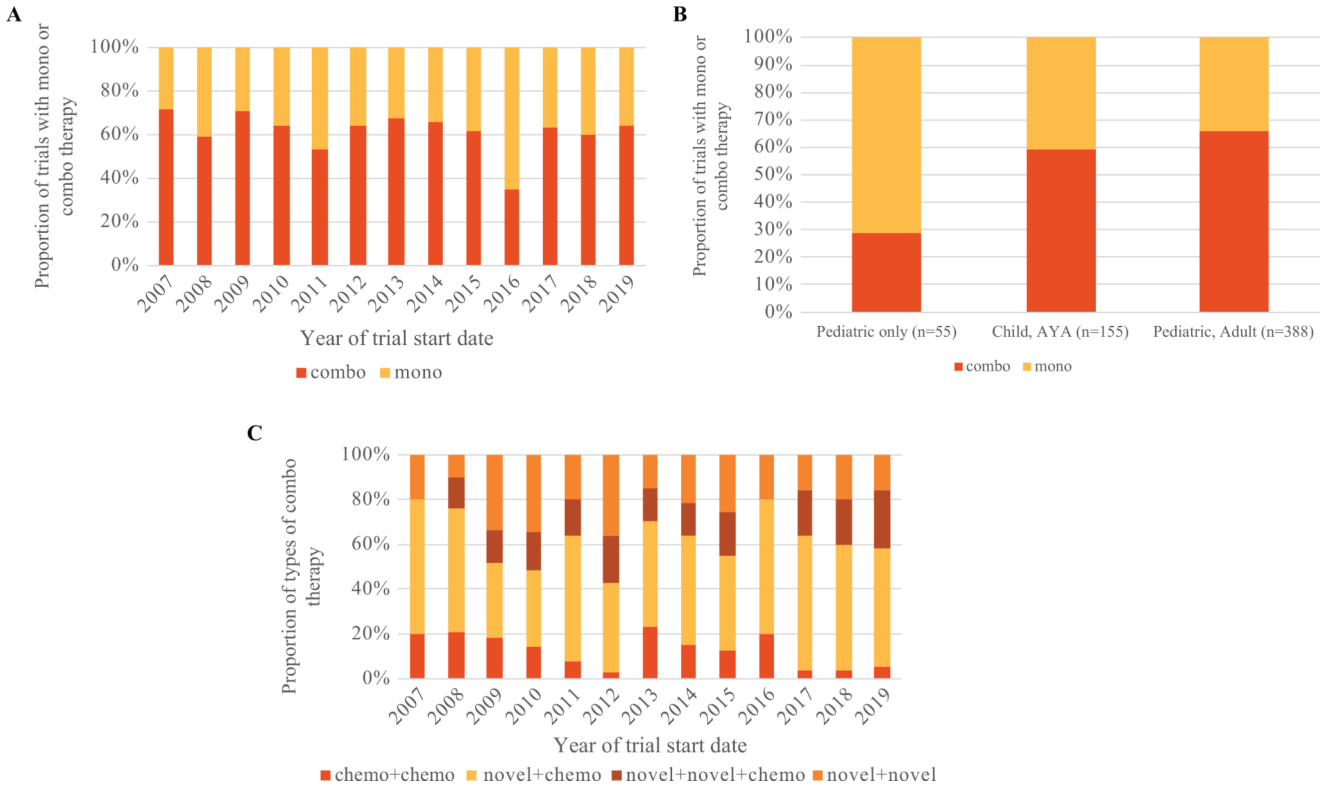 A
Proportion of trials with mono or
combo therapy
100%
80%
60%
40%
20%
0%
2007 2008 2009 2010 2011 2012 2013 2014 2015 2016 2017 2018 2019
Year of trial start date
combo mono
B
Proportion of trials with mono or
combo therapy
100%
90%
80%
70%
60%
50%
40%
30%
20%
10%
0%
Pediatric only (n=55) Child, AYA (n=155) Pediatric, Adult (n=388)
combo mono
C
Proportion of types of combo
therapy
100%
80%
60%
40%
20%
0%
2007 2008 2009 2010 2011 2012 2013 2014 2015 2016 2017 2018 2019
Year of trial start date
chemo+chemo novel+chemo novel+novel+chemo novel+novel